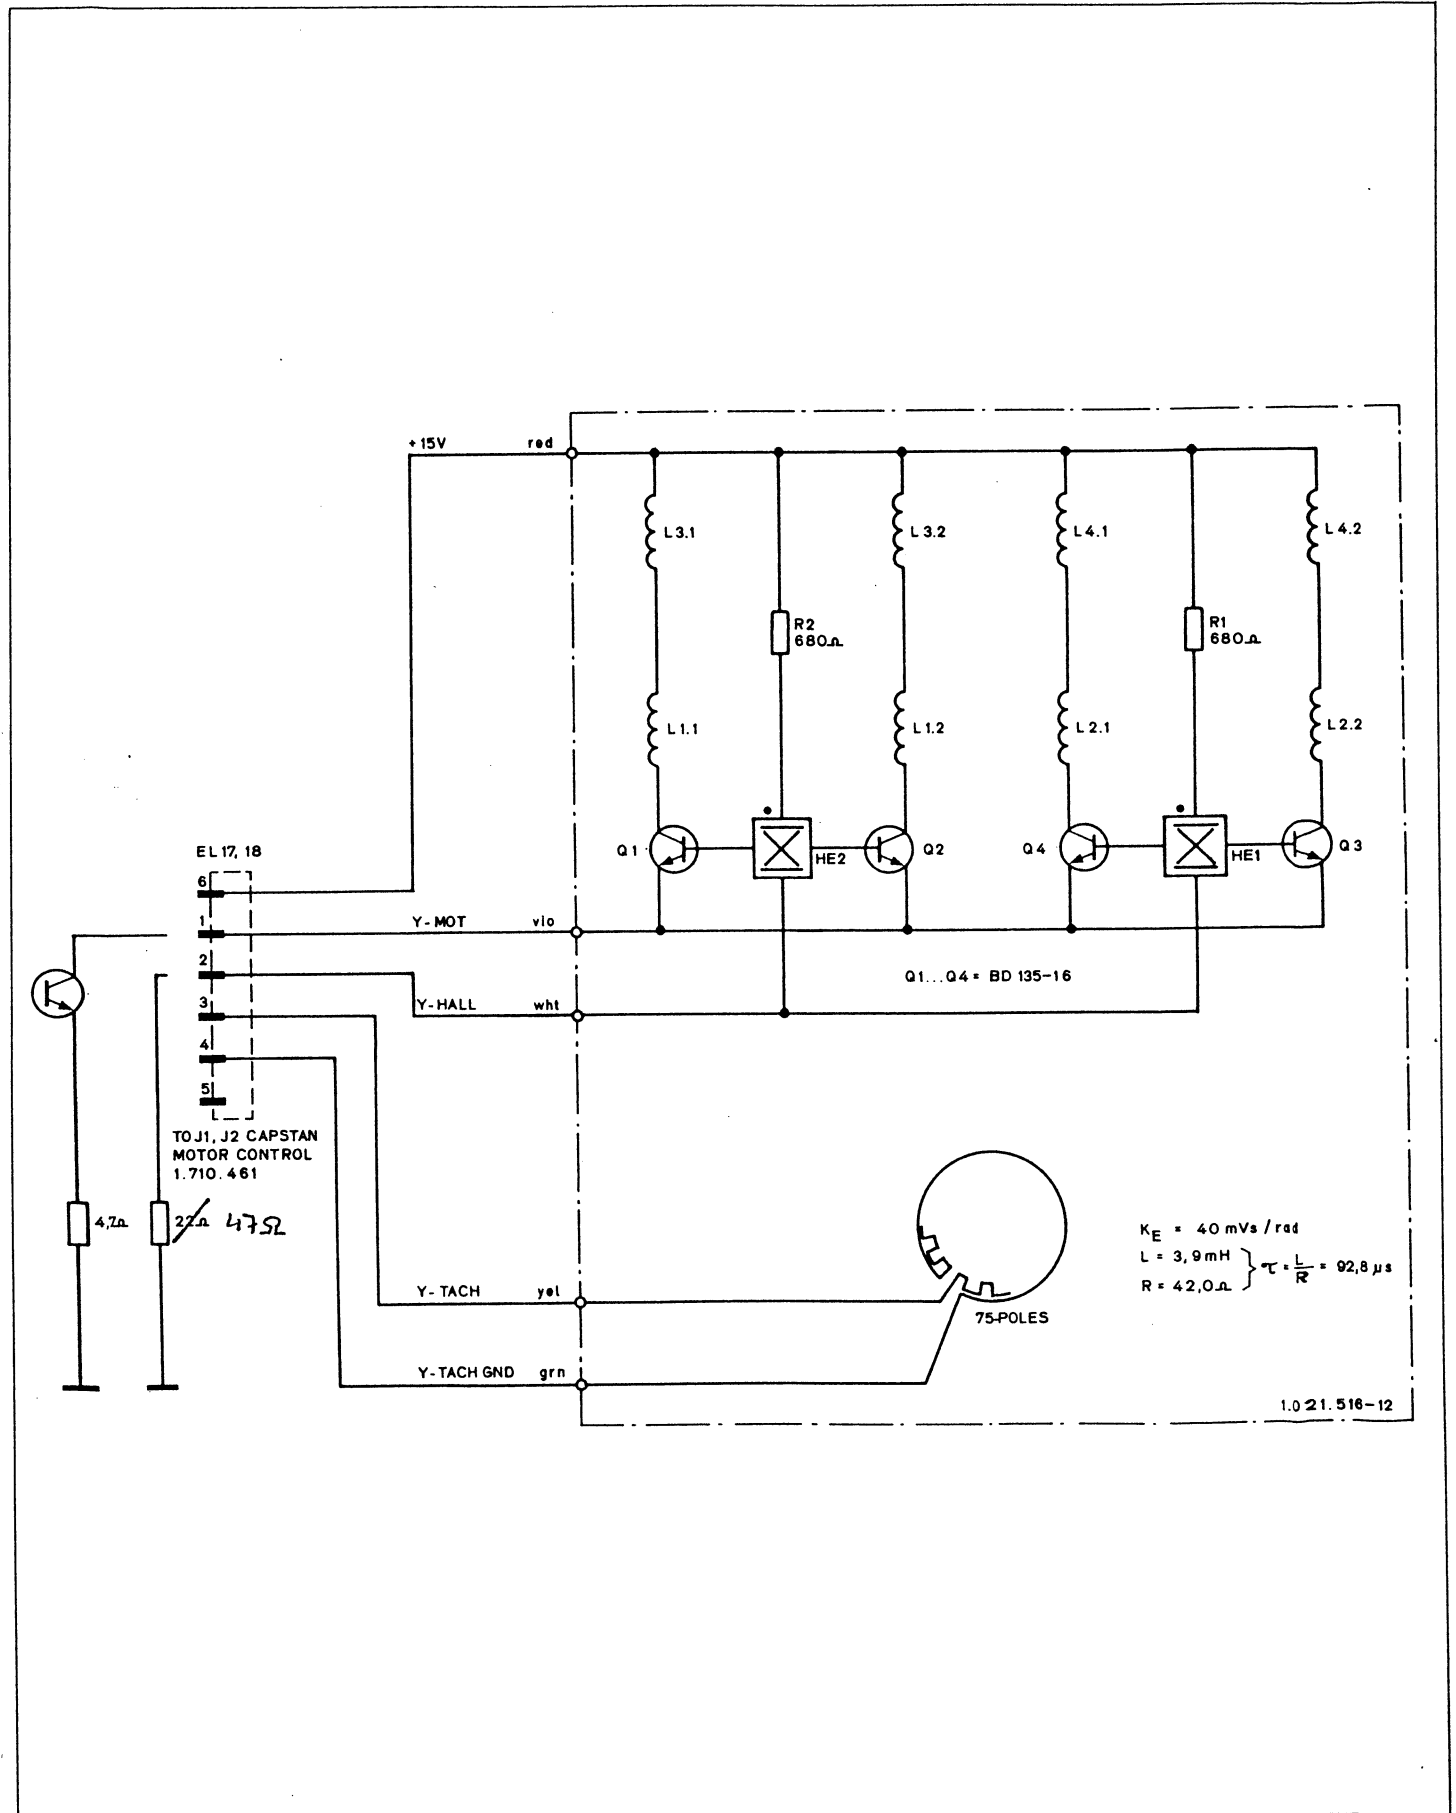 +15V red
L3.1 L3.2 L4.1 L4.2
R2
680Ω
R1
680Ω
L1.1 L1.2 L2.1 L2.2
Q1 HE2 Q2 Q4 HE1 Q3
EL17, 18
6
1
Y-MOT vio
2
Q1...Q4= BD 135-16
3
Y-HALL wht
4
5
TO J1, J2 CAPSTAN
MOTOR CONTROL
1.710.461
4,7Ω 22Ω 47Ω
KE = 40 mVs/rad
L = 3,9mH
R = 42,0Ω
τ = L/R = 92,8 µs
Y-TACH yel
75-POLES
Y-TACH GND grn
1.021.516-12